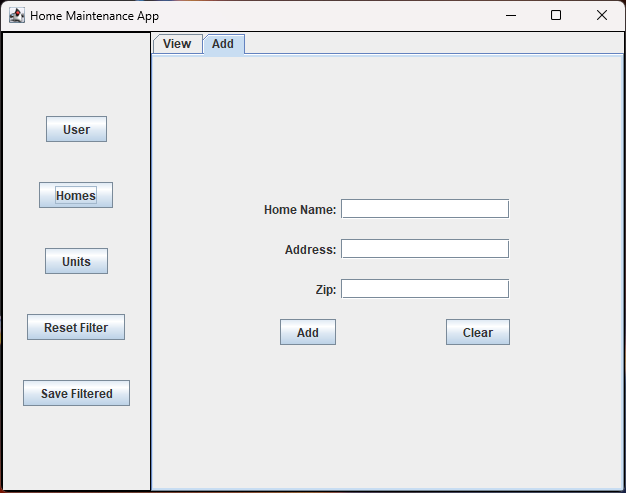 Home Maintenance App
View Add
User
Homes
Units
Reset Filter
Save Filtered
Home Name:
Address:
Zip:
Add Clear